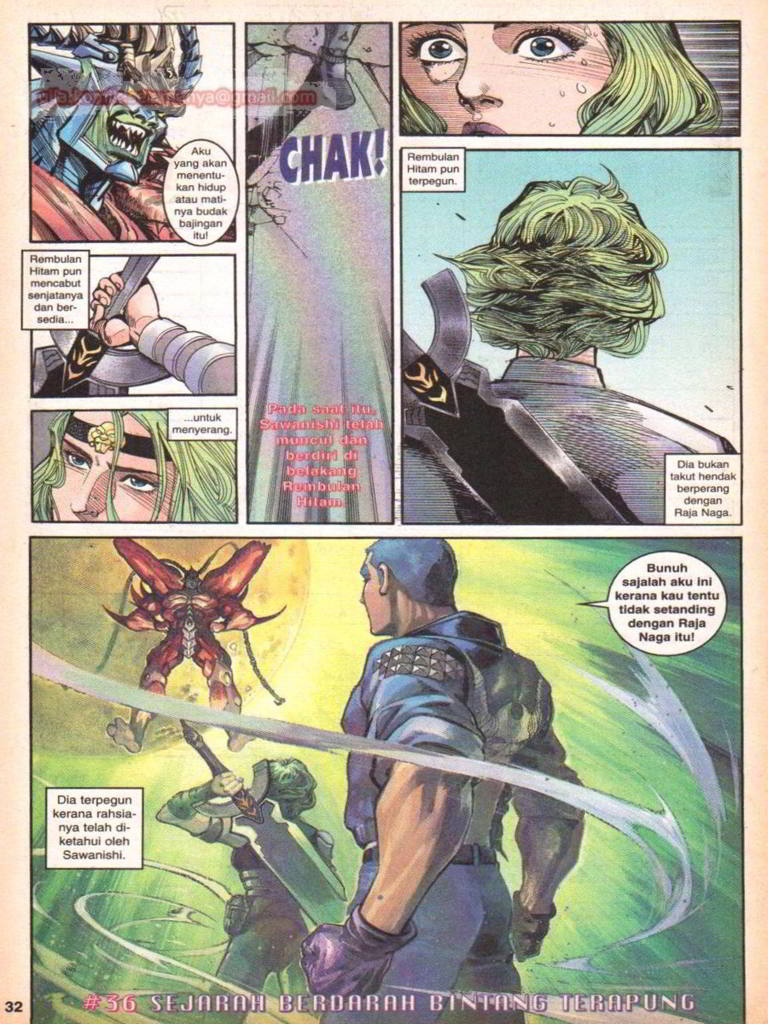 Aku
yang akan
menentu-
kan hidup
atau mati-
nya budak
bajingan
itu!
Rembulan
Hitam pun
mencabut
senjatanya
dan ber-
sedia...
...untuk
menyerang.
CHAK!
Pada saat itu,
Sawanishi telah
muncul dan
berdiri di
belakang
Rembulan
Hitam.
Rembulan
Hitam pun
terpegun.
Dia bukan
takut hendak
berperang
dengan
Raja Naga.
Bunuh
sajalah aku ini
kerana kau tentu
tidak setanding
dengan Raja
Naga itu!
Dia terpegun
kerana rahsia-
nya telah di-
ketahui oleh
Sawanishi.
32
#36 SEJARAH BERDARAH BINTANG TERAPUNG